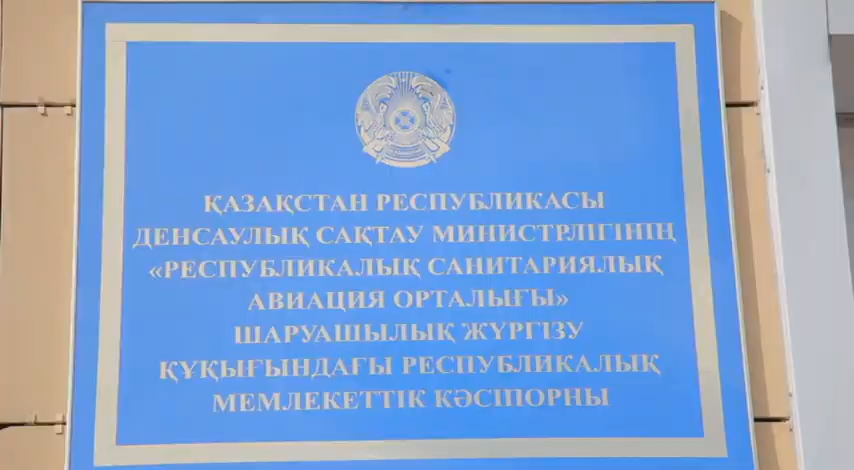 ҚАЗАҚСТАН РЕСПУБЛИКАСЫ
ДЕНСАУЛЫҚ САҚТАУ МИНИСТРЛІГІНІҢ
«РЕСПУБЛИКАЛЫҚ САНИТАРИЯЛЫҚ
АВИАЦИЯ ОРТАЛЫҒЫ»
ШАРУАШЫЛЫҚ ЖҮРГІЗУ
ҚҰҚЫҒЫНДАҒЫ РЕСПУБЛИКАЛЫҚ
МЕМЛЕКЕТТІК КӘСІПОРНЫ